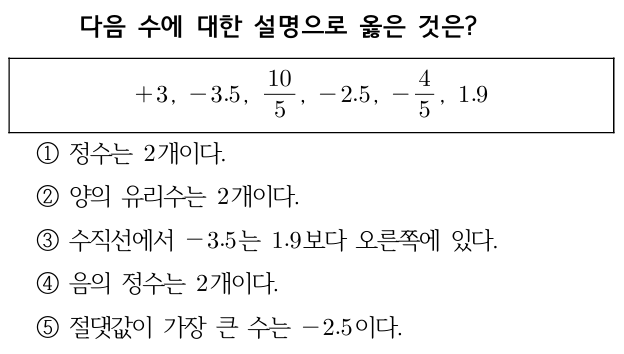 다음 수에 대한 설명으로 옳은 것은?
+3, −3.5, 10/5, −2.5, −4/5, 1.9
① 정수는 2개이다.
② 양의 유리수는 2개이다.
③ 수직선에서 −3.5는 1.9보다 오른쪽에 있다.
④ 음의 정수는 2개이다.
⑤ 절댓값이 가장 큰 수는 −2.5이다.